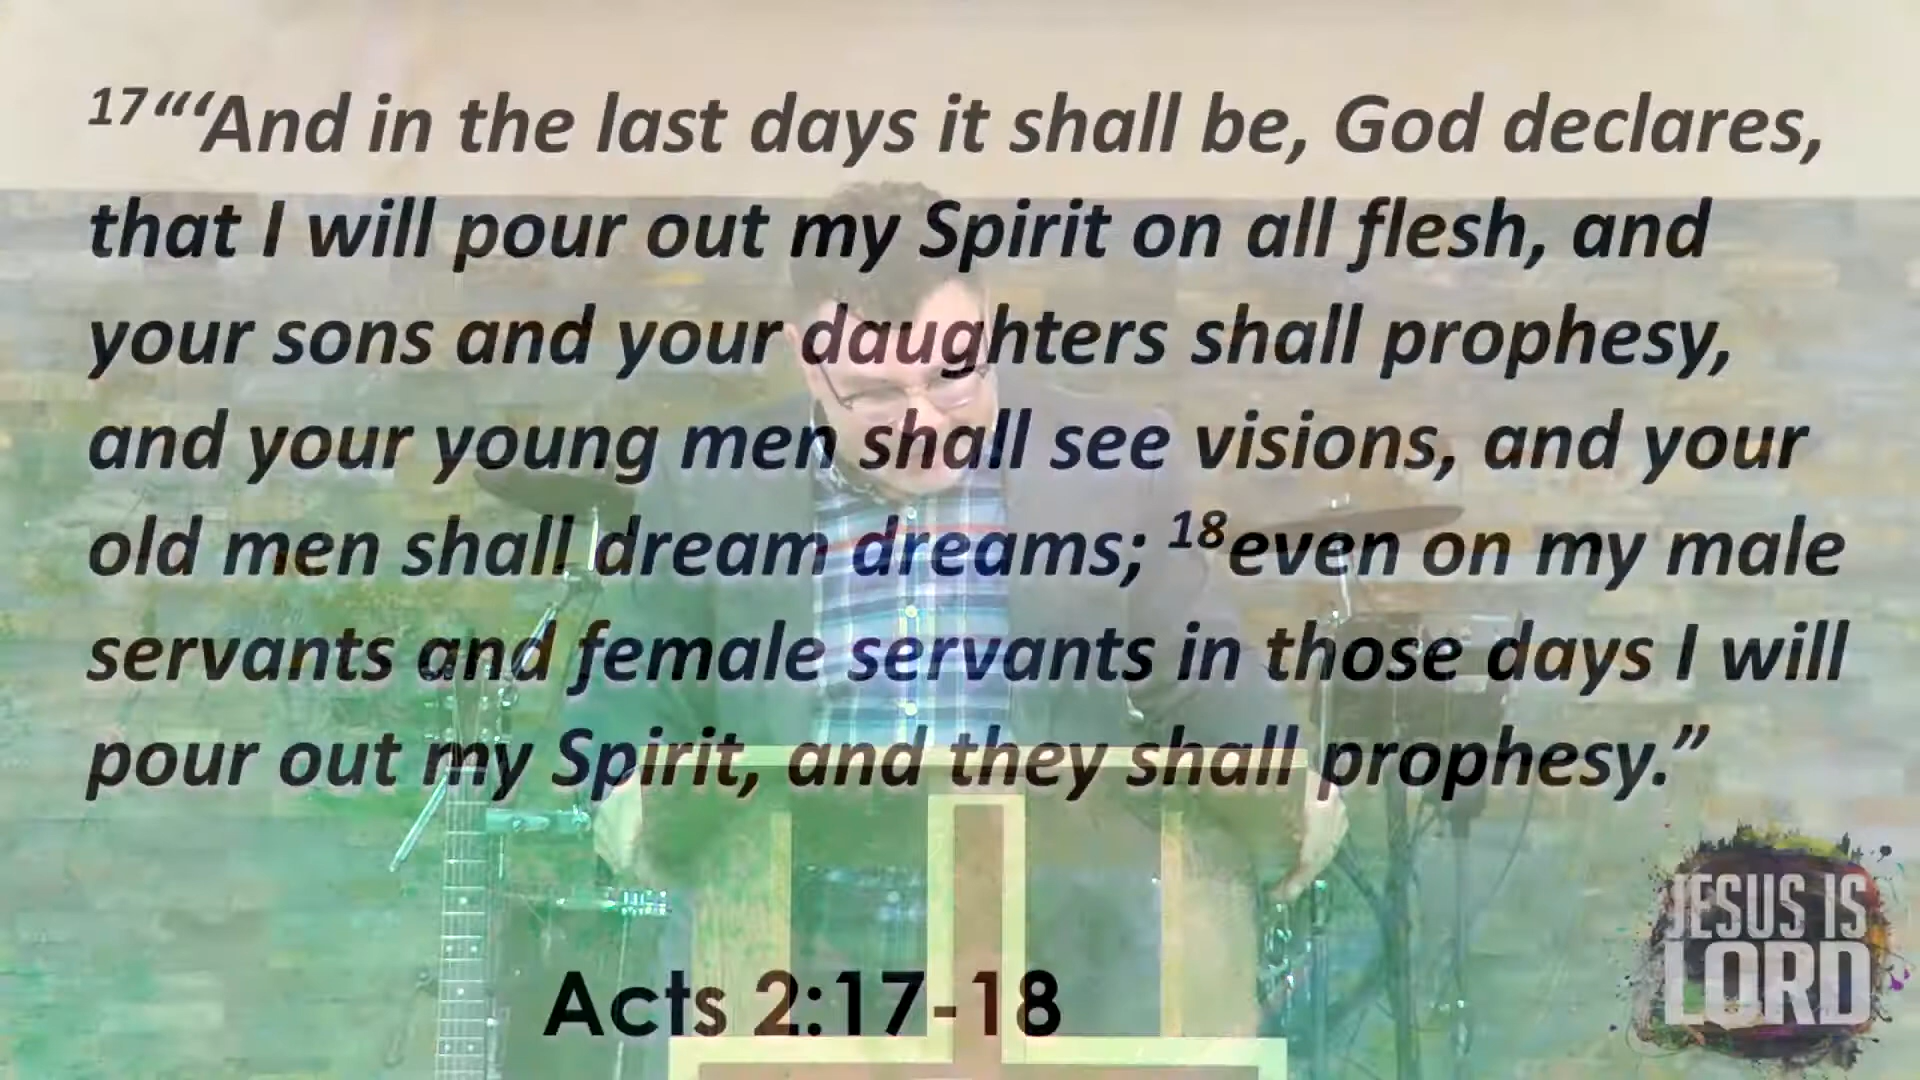 17“‘And in the last days it shall be, God declares,
that I will pour out my Spirit on all flesh, and
your sons and your daughters shall prophesy,
and your young men shall see visions, and your
old men shall dream dreams; 18even on my male
servants and female servants in those days I will
pour out my Spirit, and they shall prophesy.”
Acts 2:17-18
JESUS IS
LORD